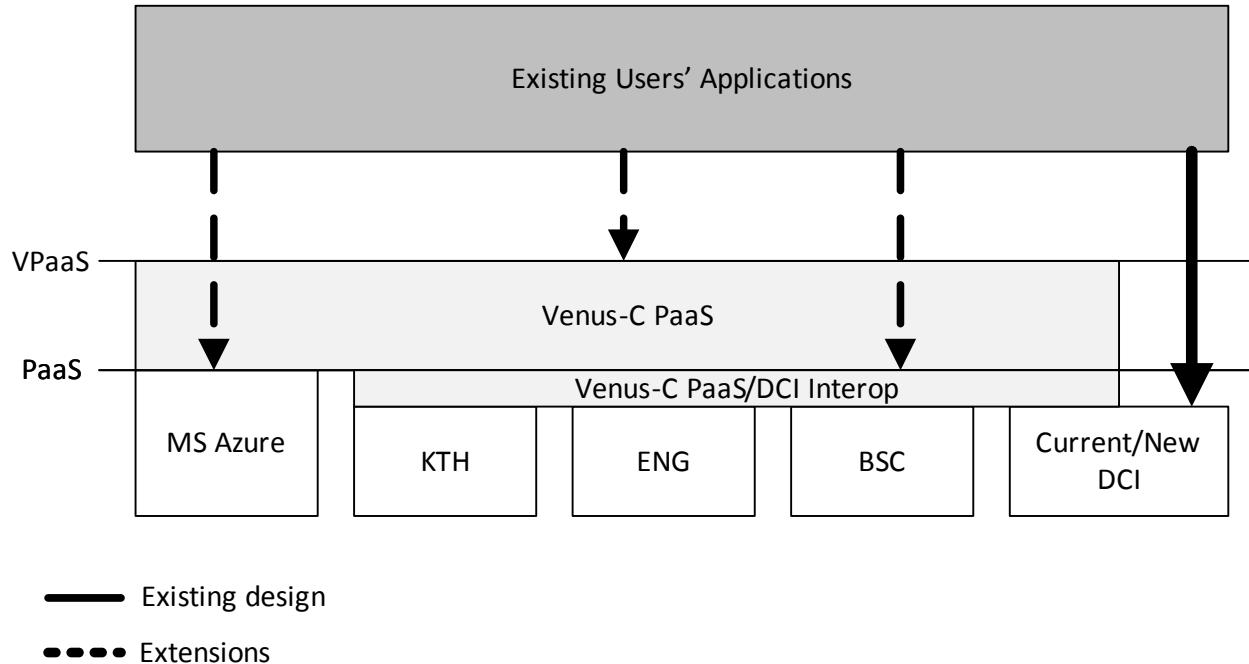 Existing Users’ Applications
VPaaS
Venus-C PaaS
PaaS
Venus-C PaaS/DCI Interop
MS Azure
KTH
ENG
BSC
Current/New
DCI
Existing design
Extensions